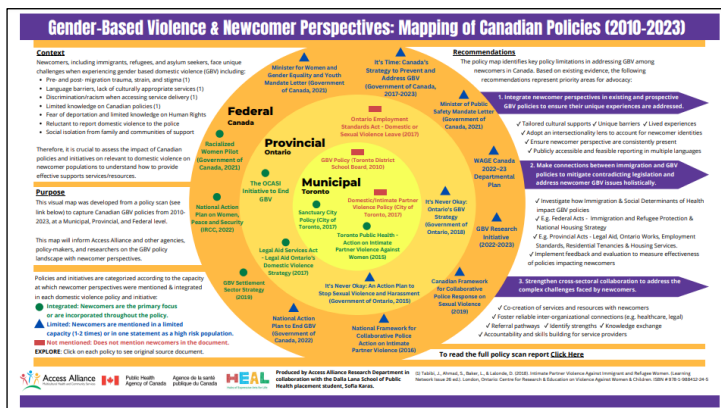 Gender-Based Violence & Newcomer Perspectives: Mapping of Canadian Policies (2010-2023)
Context
Newcomers, including immigrants, refugees, and asylum seekers, face unique
challenges when experiencing gender based domestic violence (GBV) including:
• Pre- and post- migration trauma, strain, and stigma (1)
• Language barriers, lack of culturally appropriate services (1)
• Discrimination/racism when accessing service delivery (1)
• Limited knowledge on Canadian policies (1)
• Fear of deportation and limited knowledge on Human Rights
• Reluctant to report domestic violence to the police
• Social isolation from family and communities of support
Therefore, it is crucial to assess the impact of Canadian
policies and initiatives on relevant to domestic violence on
newcomer populations to understand how to provide
effective supports services/resources.
Purpose
This visual map was developed from a policy scan (see
link below) to capture Canadian GBV policies from 2010-
2023, at a Municipal, Provincial, and Federal level.
This map will inform Access Alliance and other agencies,
policy-makers, and researchers on the GBV policy
landscape with newcomer perspectives.
Policies and initiatives are categorized according to the capacity
at which newcomer perspectives were mentioned & integrated
in each domestic violence policy and initiative:
Integrated: Newcomers are the primary focus
or are incorporated throughout the policy.
Limited: Newcomers are mentioned in a limited
capacity (1-2 times) or in one statement as a high risk population.
Not mentioned: Does not mention newcomers in the document.
EXPLORE: Click on each policy to see original source document.
Federal
Canada
Minister for Women and
Gender Equality and Youth
Mandate Letter (Government
of Canada, 2021)
It's Time: Canada's
Strategy to Prevent and
Address GBV
(Government of Canada,
2017-2023)
Minister of Public
Safety Mandate Letter
(Government of Canada,
2021)
WAGE Canada
2022-23
Departmental
Plan
GBV Research
Initiative
(2022-2023)
Canadian Framework
for Collaborative
Police Response on
Sexual Violence
(2019)
National Framework for
Collaborative Police
Action on Intimate
Partner Violence (2016)
National Action
Plan to End GBV
(Government of
Canada, 2022)
GBV Settlement
Sector Strategy
(2019)
National Action
Plan on Women,
Peace and Security
(IRCC, 2022)
Racialized
Women Pilot
(Government of
Canada, 2021)
Provincial
Ontario
Ontario Employment
Standards Act - Domestic or
Sexual Violence Leave (2017)
The OCASI
Initiative to End
GBV
Legal Aid Services Act
- Legal Aid Ontario's
Domestic Violence
Strategy (2017)
It's Never Okay: An Action Plan to
Stop Sexual Violence and Harassment
(Government of Ontario, 2015)
It's Never Okay:
Ontario's GBV
Strategy
(Government of
Ontario, 2018)
Municipal
Toronto
GBV Policy (Toronto District
School Board, 2010)
Domestic/Intimate
Partner Violence
Policy (City of
Toronto, 2017)
Sanctuary City
Policy (City of
Toronto, 2017)
Toronto Public Health -
Action on Intimate
Partner Violence Against
Women (2015)
Recommendations
The policy map identifies key policy limitations in addressing GBV among
newcomers in Canada. Based on existing evidence, the following
recommendations represent priority areas for advocacy:
1. Integrate newcomer perspectives in existing and prospective
GBV policies to ensure their unique experiences are addressed.
✓ Tailored cultural supports ✓ Unique barriers ✓ Lived experiences
✓ Adopt an intersectionality lens to account for newcomer identities
✓ Ensure newcomer perspective are consistently present
✓ Publicly accessible and feasible reporting in multiple languages
2. Make connections between immigration and GBV
policies to mitigate contradicting legislation and
address newcomer GBV issues holistically.
✓ Investigate how Immigration & Social Determinants of Health
impact GBV policies
✓ E.g. Federal Acts - Immigration and Refugee Protection &
National Housing Strategy
✓ E.g. Provincial Acts - Legal Aid, Ontario Works, Employment
Standards, Residential Tenancies & Housing Services.
✓ Implement feedback and evaluation to measure effectiveness
of policies impacting newcomers
3. Strengthen cross-sectoral collaboration to address the
complex challenges faced by newcomers.
✓ Co-creation of services and resources with newcomers
✓ Foster reliable inter-organizational connections (e.g. healthcare, legal)
✓ Referral pathways ✓ Identify strengths ✓ Knowledge exchange
✓ Accountability and skills building for service providers
To read the full policy scan report Click Here
Access Alliance
Public Health
Agency of Canada
Agence de la santé
publique du Canada
HEAL
Produced by Access Alliance Research Department in
collaboration with the Dalla Lana School of Public
Health placement student, Sofia Karas.